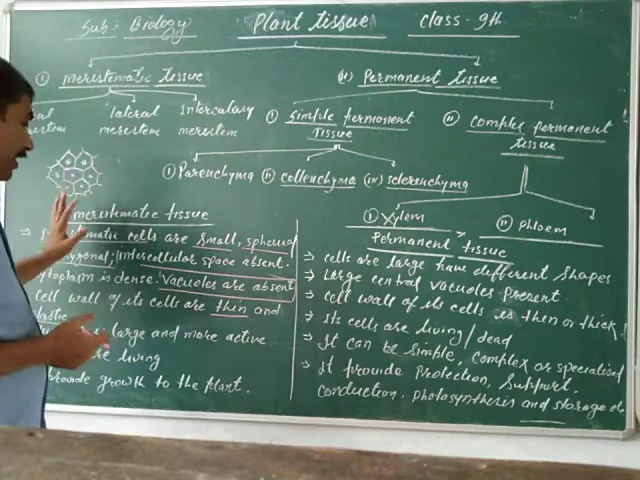 Sub: Biology Plant tissue Class - 9th
(i) meristematic tissue (ii) Permanent tissue
lateral meristem
Intercalary meristem
(i) Simple permanent Tissue
(ii) Complex permanent tissue
(i) Parenchyma (ii) Collenchyma (iii) Sclerenchyma
(i) Xylem (ii) Phloem
meristematic tissue
cells are small, spherical
Intercellular space absent.
is dense. Vacuoles are absent
Cell wall of its cells are thin and
large and more active
living
provide growth to the plant.
Permanent tissue
→ cells are large have different shapes
→ Large central vacuoles present.
→ Cell wall of its cells is thin or thick
→ Its cells are living/dead
→ It can be simple, complex or specialised
→ It provide Protection, Support.
Conduction. photosynthesis and storage